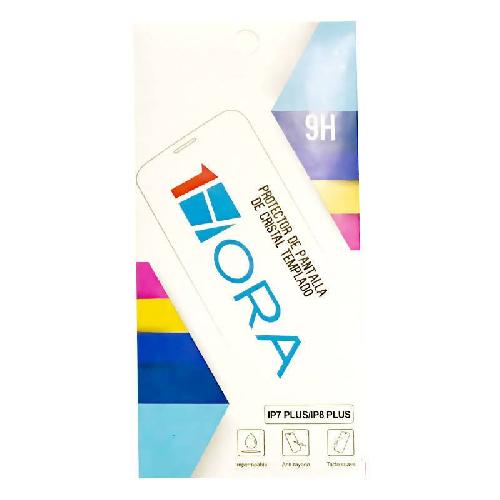 9H
1HORA
PROTECTOR DE PANTALLA
DE CRISTAL TEMPLADO
IP7 PLUS/IP8 PLUS